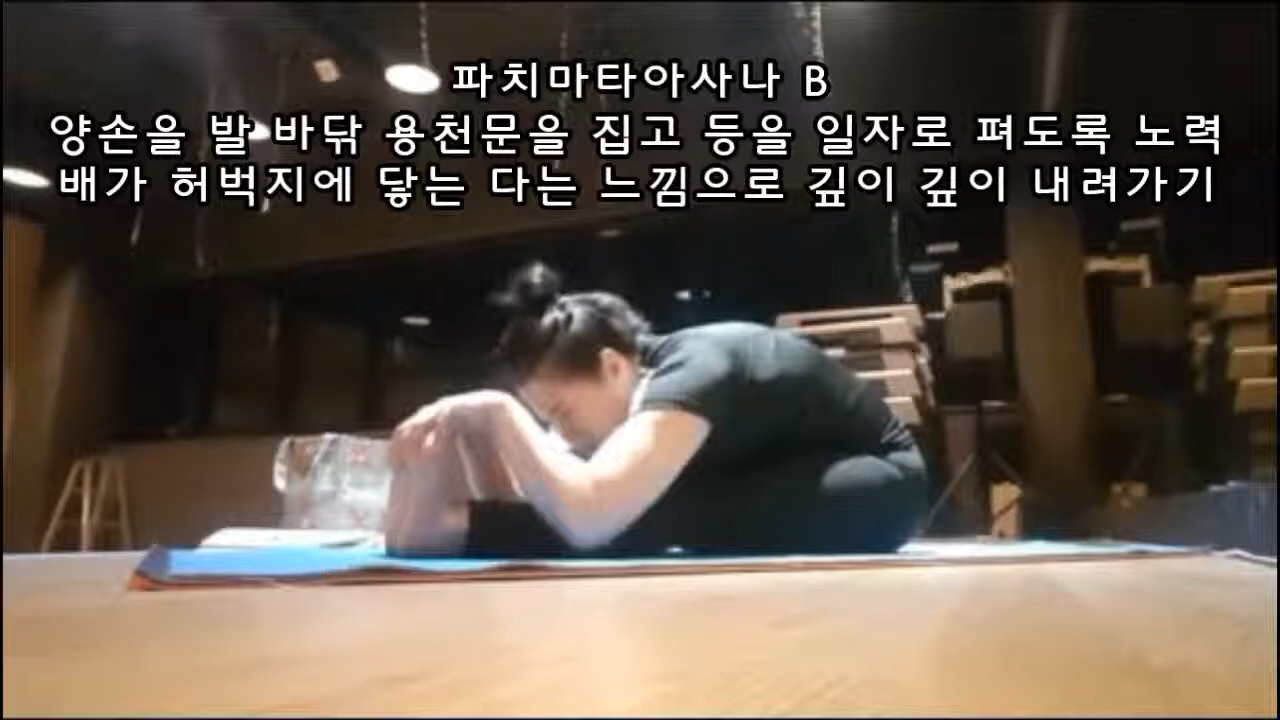 파치마타아사나 B
양손을 발 바닦 용천문을 집고 등을 일자로 펴도록 노력
배가 허벅지에 닿는 다는 느낌으로 깊이 깊이 내려가기